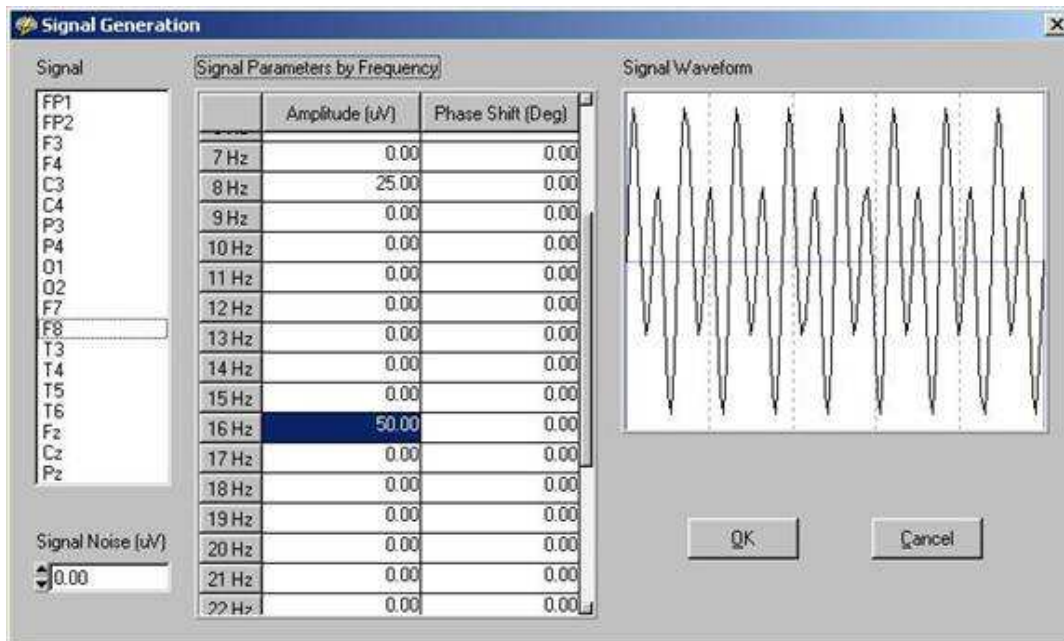 Signal Generation
Signal
Signal Parameters by Frequency
Signal Waveform
FP1
FP2
F3
F4
C3
C4
P3
P4
O1
O2
F7
F8
T3
T4
T5
T6
Fz
Cz
Pz
Amplitude (uV) Phase Shift (Deg)
7 Hz 0.00 0.00
8 Hz 25.00 0.00
9 Hz 0.00 0.00
10 Hz 0.00 0.00
11 Hz 0.00 0.00
12 Hz 0.00 0.00
13 Hz 0.00 0.00
14 Hz 0.00 0.00
15 Hz 0.00 0.00
16 Hz 50.00 0.00
17 Hz 0.00 0.00
18 Hz 0.00 0.00
19 Hz 0.00 0.00
20 Hz 0.00 0.00
21 Hz 0.00 0.00
22 Hz 0.00 0.00
Signal Noise (uV)
0.00
OK
Cancel